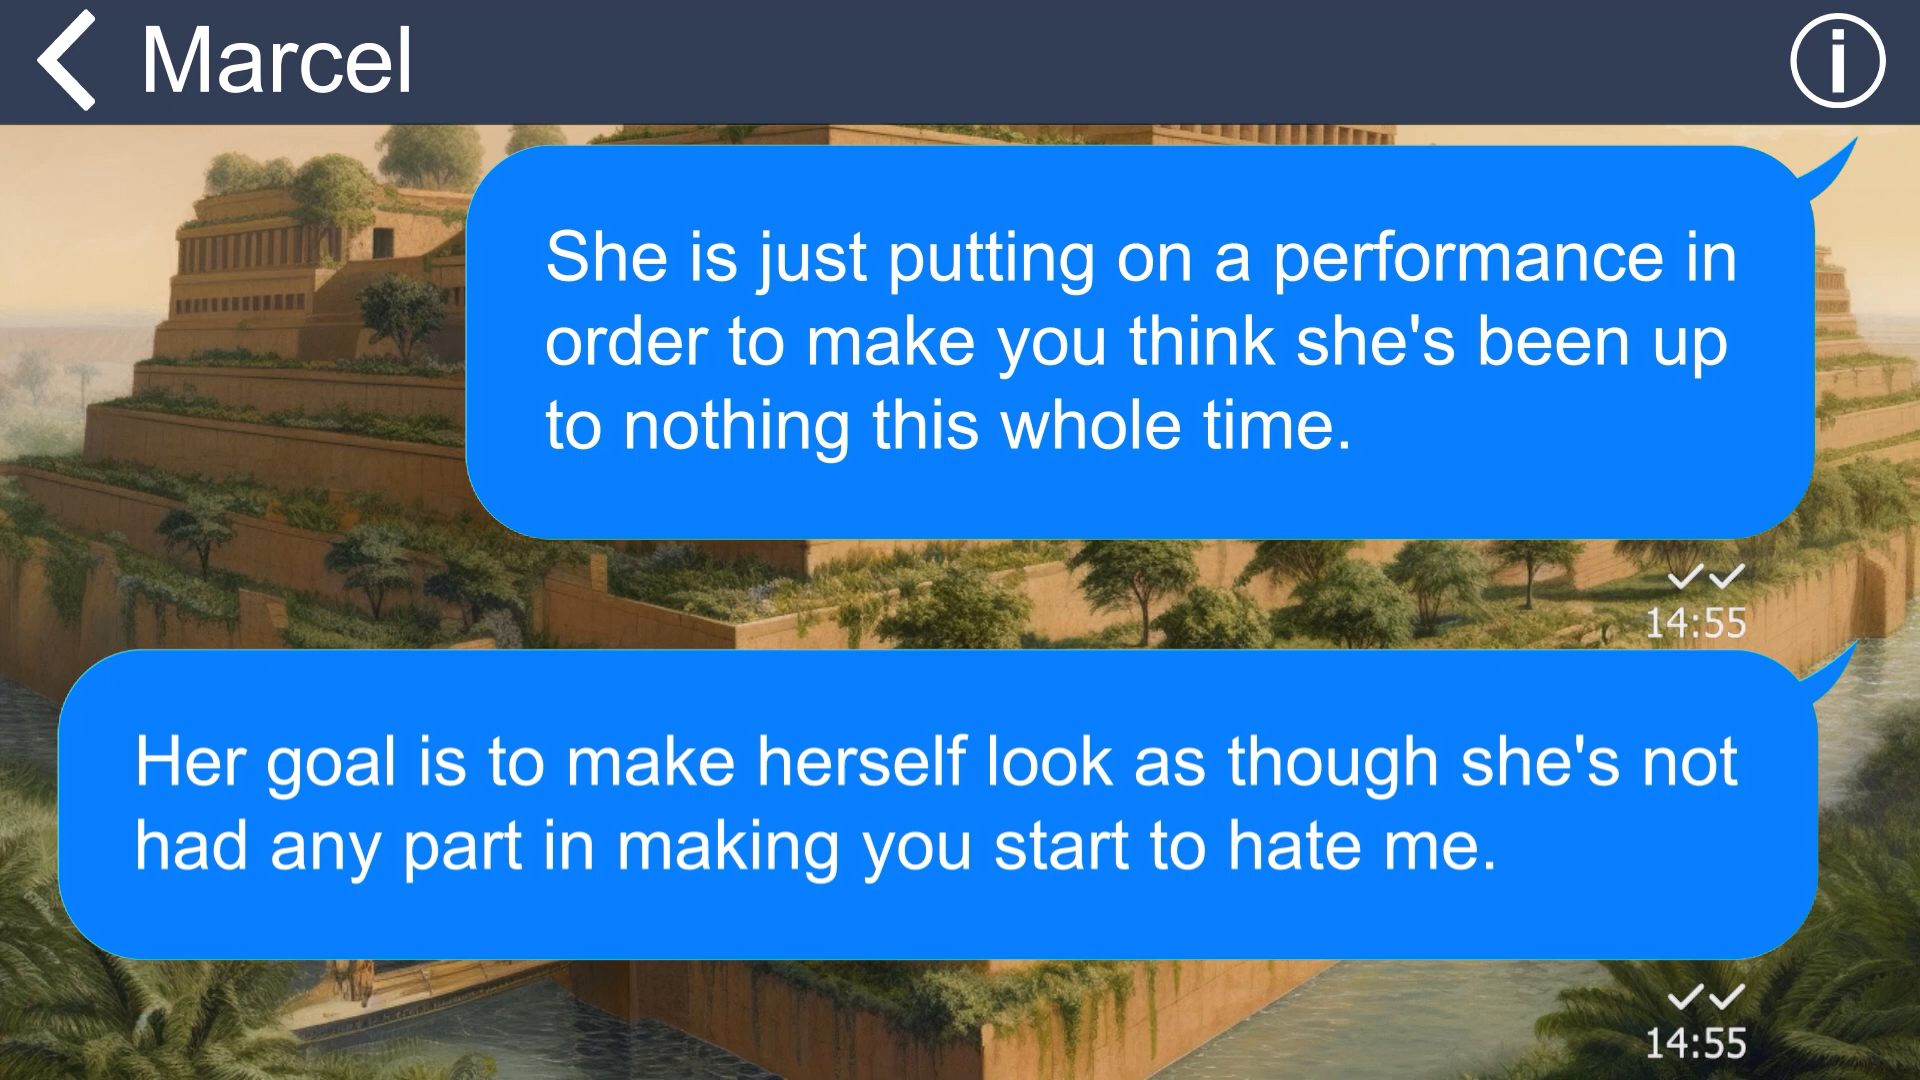 Marcel
She is just putting on a performance in
order to make you think she's been up
to nothing this whole time.
14:55
Her goal is to make herself look as though she's not
had any part in making you start to hate me.
14:55